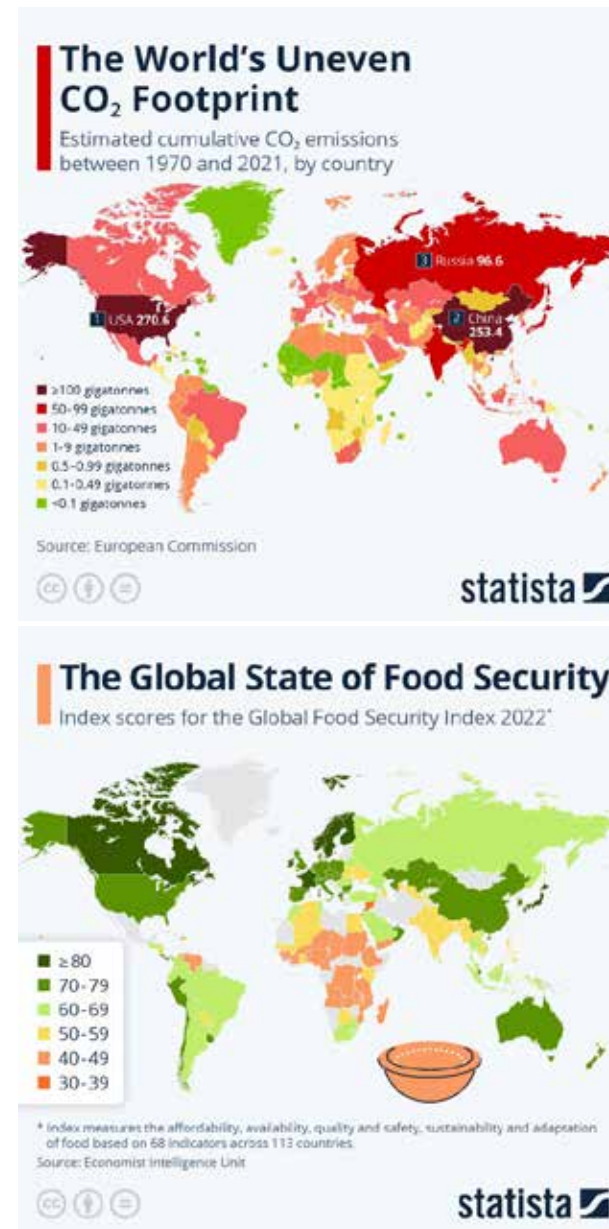 The World's Uneven
CO₂ Footprint
Estimated cumulative CO₂ emissions
between 1970 and 2021, by country
3 Russia 96.6
1 USA 270.6
2 China
253.4
≥100 gigatonnes
50-99 gigatonnes
10-49 gigatonnes
1-9 gigatonnes
0.5-0.99 gigatonnes
0.1-0.49 gigatonnes
<0.1 gigatonnes
Source: European Commission
cc
statista
The Global State of Food Security
Index scores for the Global Food Security Index 2022*
≥80
70-79
60-69
50-59
40-49
30-39
* Index measures the affordability, availability, quality and safety, sustainability and adaptation
of food based on 68 indicators across 113 countries.
Source: Economist Intelligence Unit
cc
statista